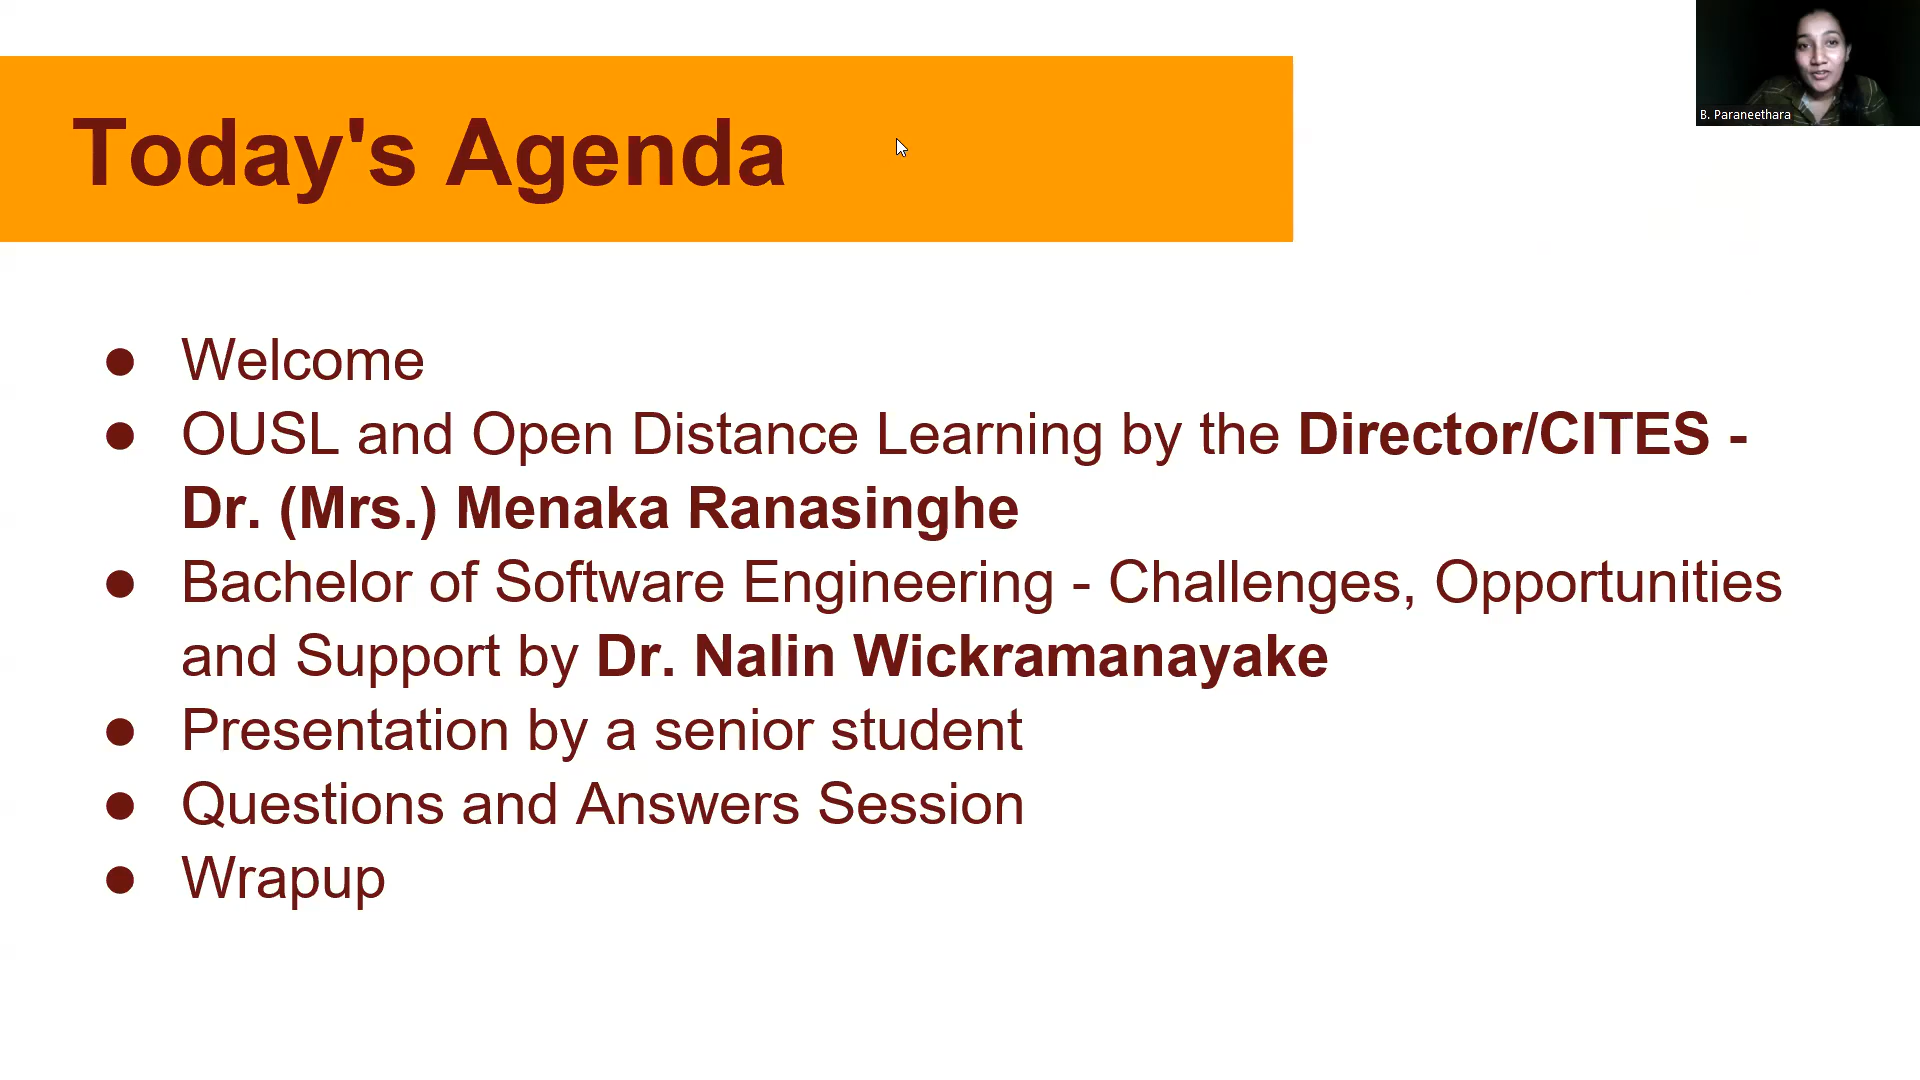 Today's Agenda
B. Paraneethara
● Welcome
● OUSL and Open Distance Learning by the Director/CITES -
Dr. (Mrs.) Menaka Ranasinghe
● Bachelor of Software Engineering - Challenges, Opportunities
and Support by Dr. Nalin Wickramanayake
● Presentation by a senior student
● Questions and Answers Session
● Wrapup